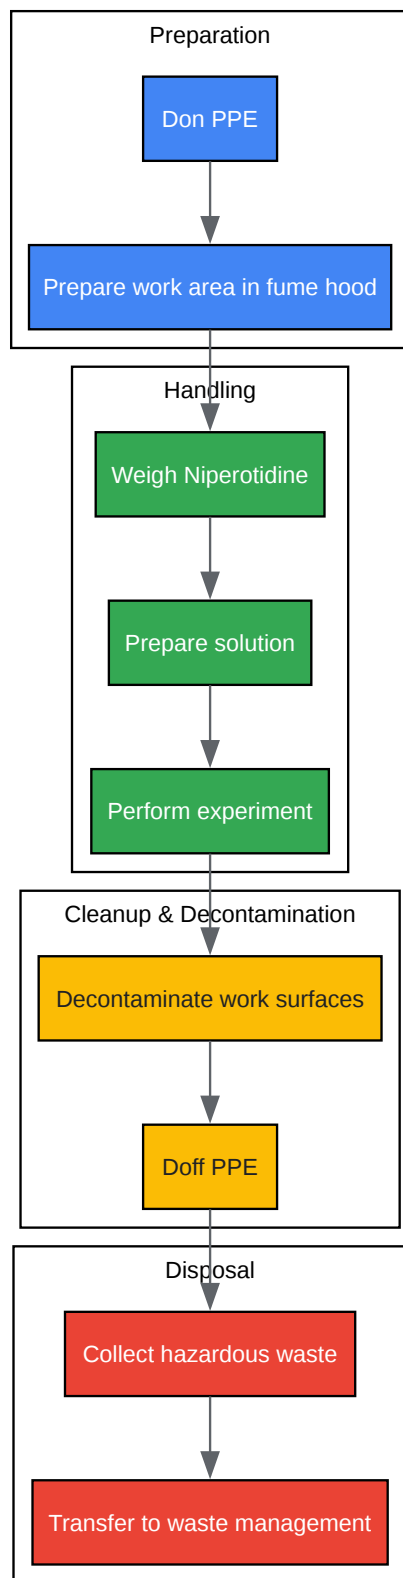 Preparation
Don PPE
Prepare work area in fume hood
Handling
Weigh Niperotidine
Prepare solution
Perform experiment
Cleanup & Decontamination
Decontaminate work surfaces
Doff PPE
Disposal
Collect hazardous waste
Transfer to waste management